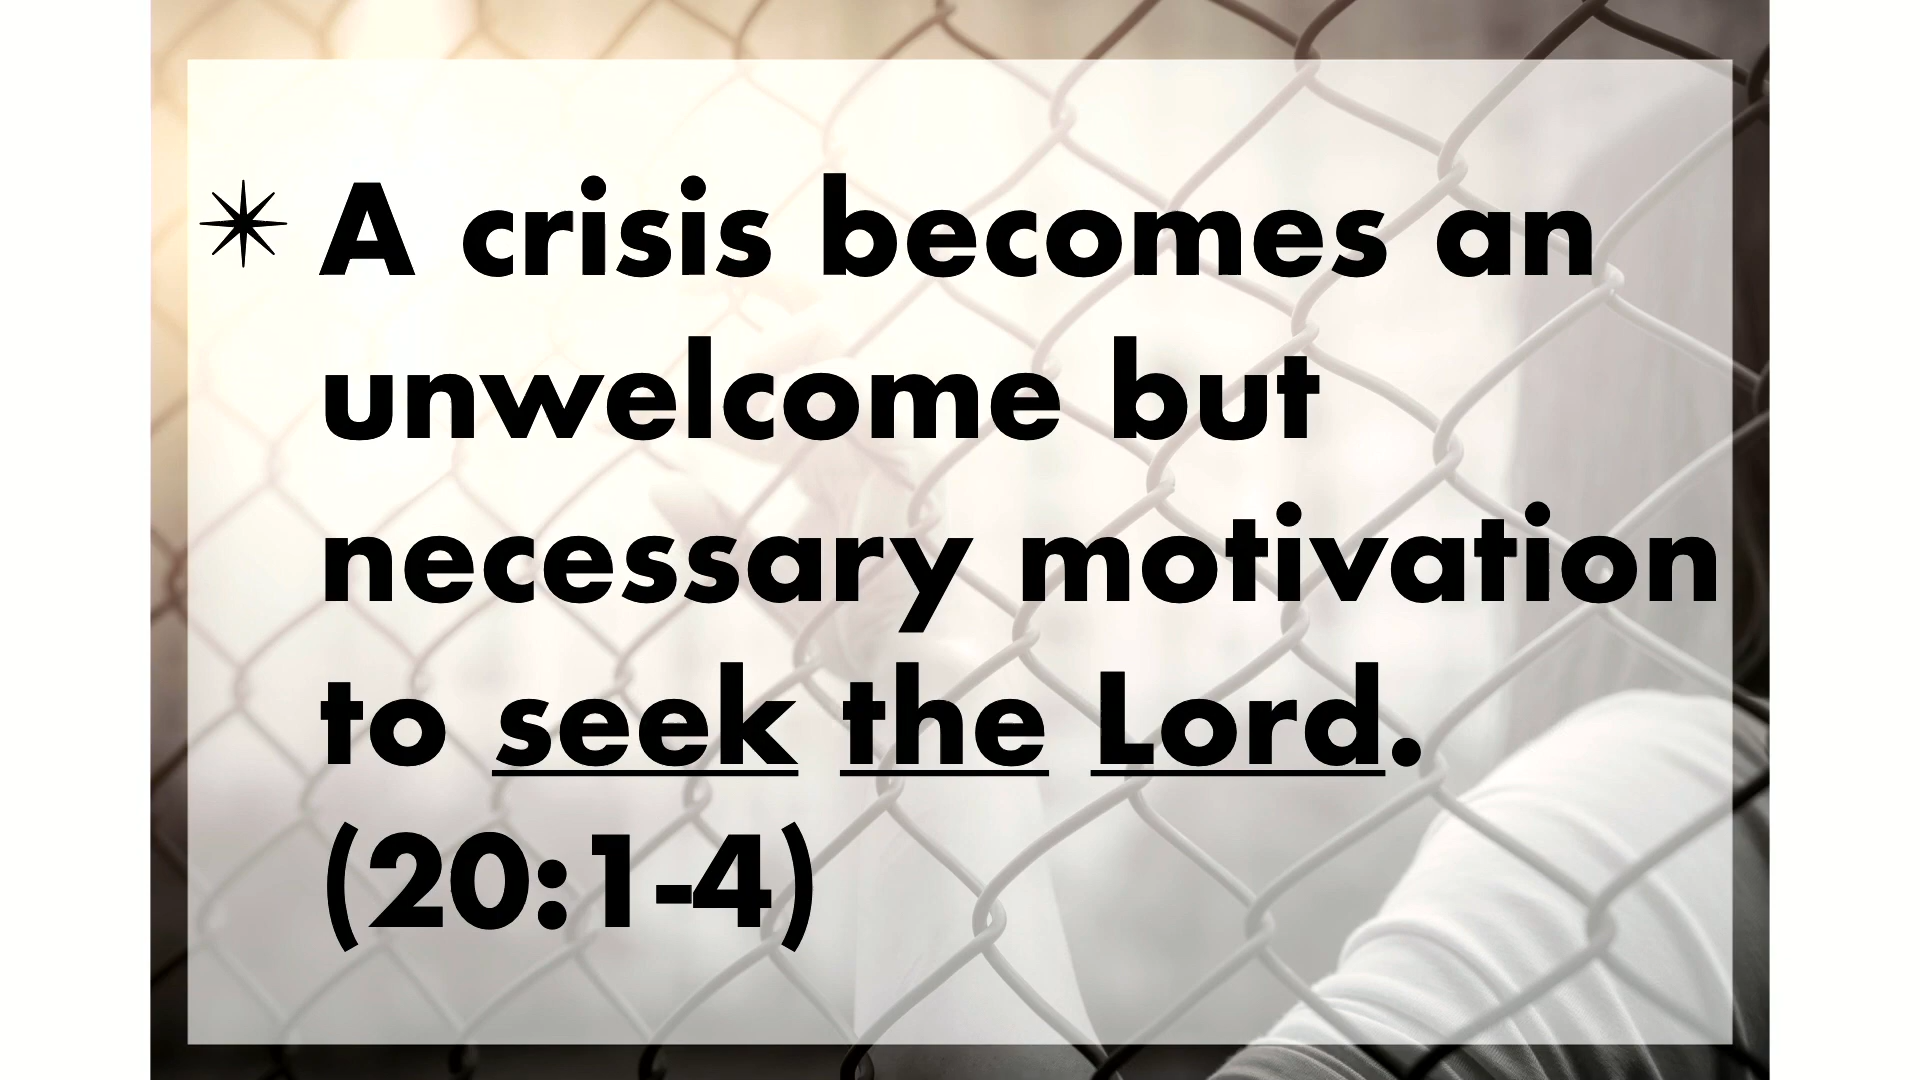 ✴ A crisis becomes an
unwelcome but
necessary motivation
to seek the Lord.
(20:1-4)